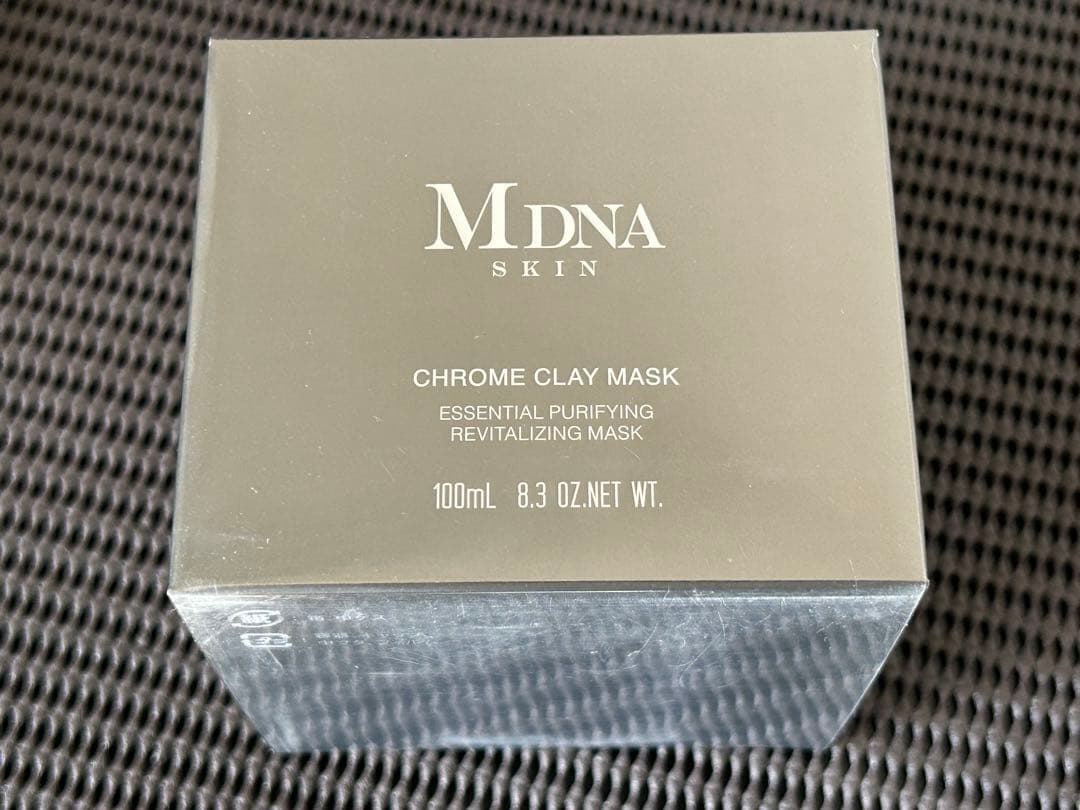 MDNA
SKIN
CHROME CLAY MASK
ESSENTIAL PURIFYING
REVITALIZING MASK
100mL 8.3 OZ.NET WT.